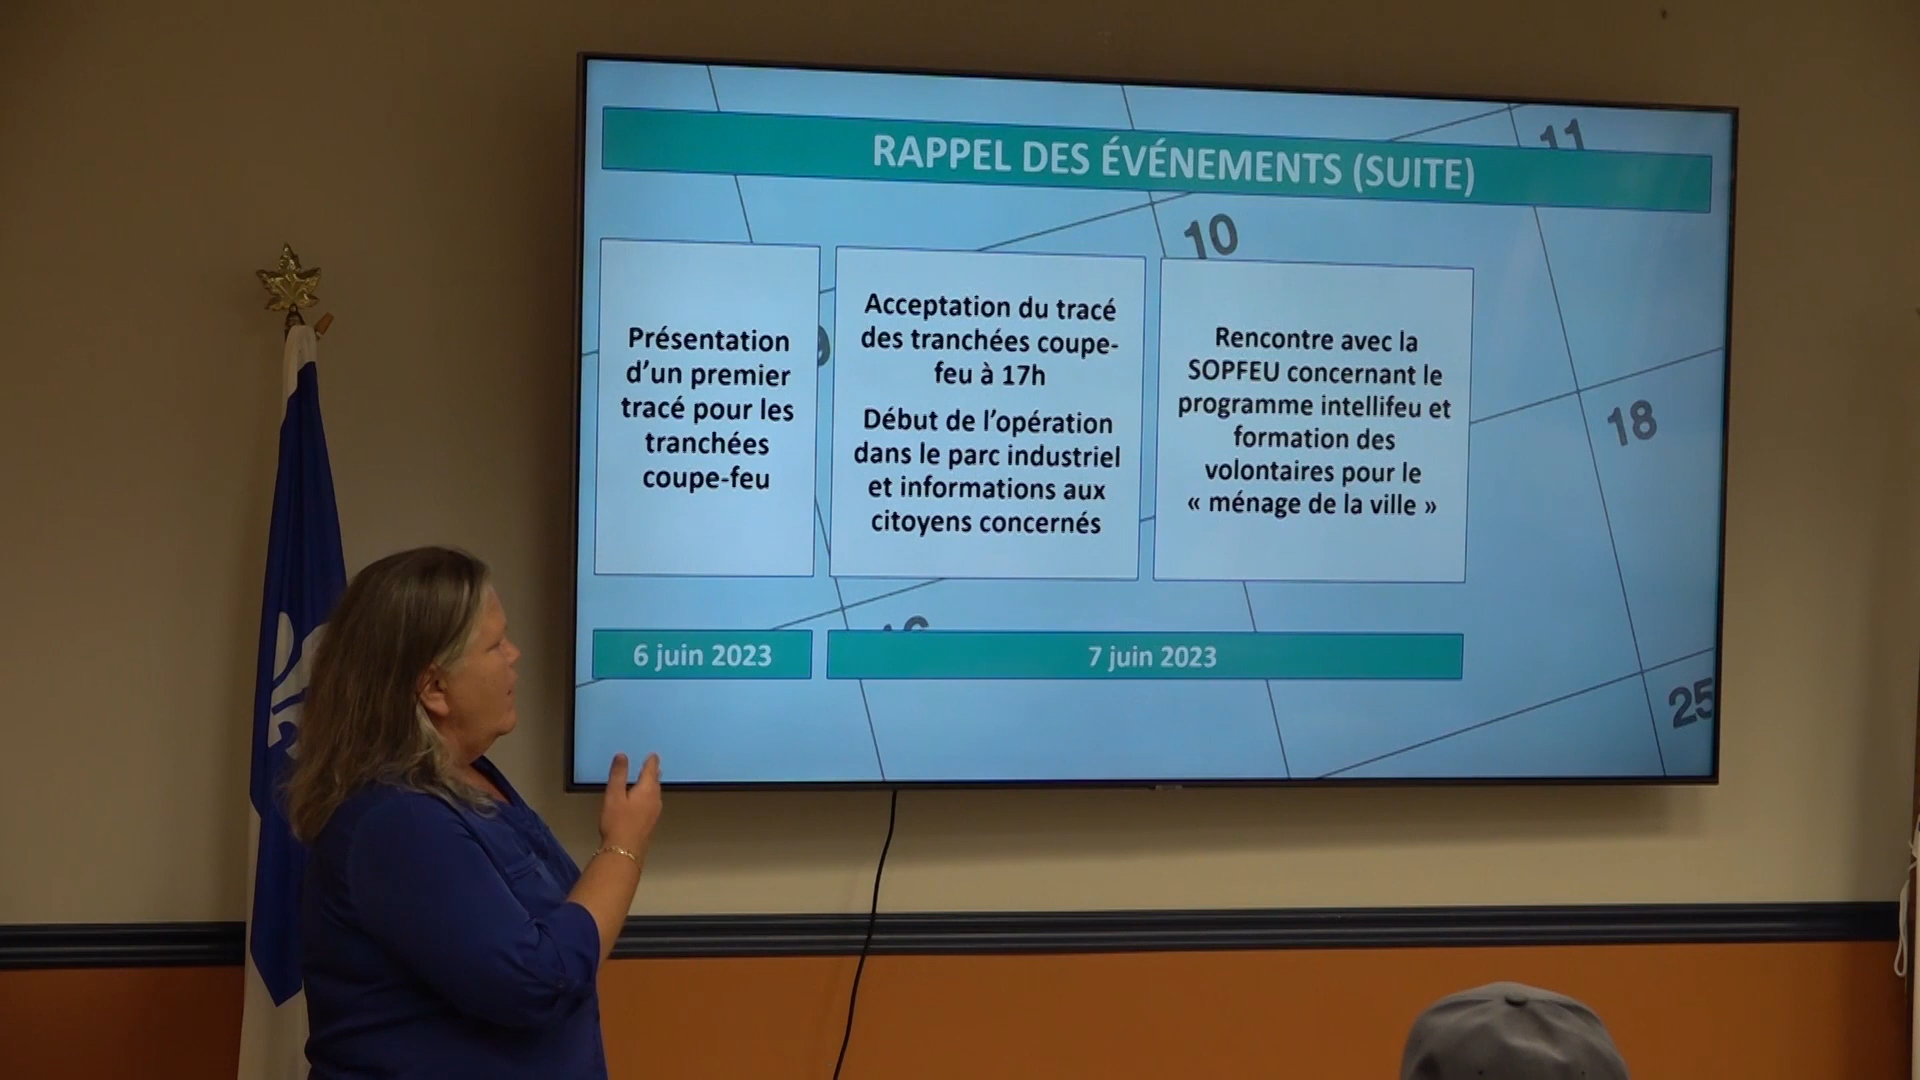 RAPPEL DES ÉVÉNEMENTS (SUITE)
11
10
18
25
Présentation
d'un premier
tracé pour les
tranchées
coupe-feu
Acceptation du tracé
des tranchées coupe-
feu à 17h
Début de l'opération
dans le parc industriel
et informations aux
citoyens concernés
Rencontre avec la
SOPFEU concernant le
programme intellifeu et
formation des
volontaires pour le
« ménage de la ville »
6 juin 2023
7 juin 2023